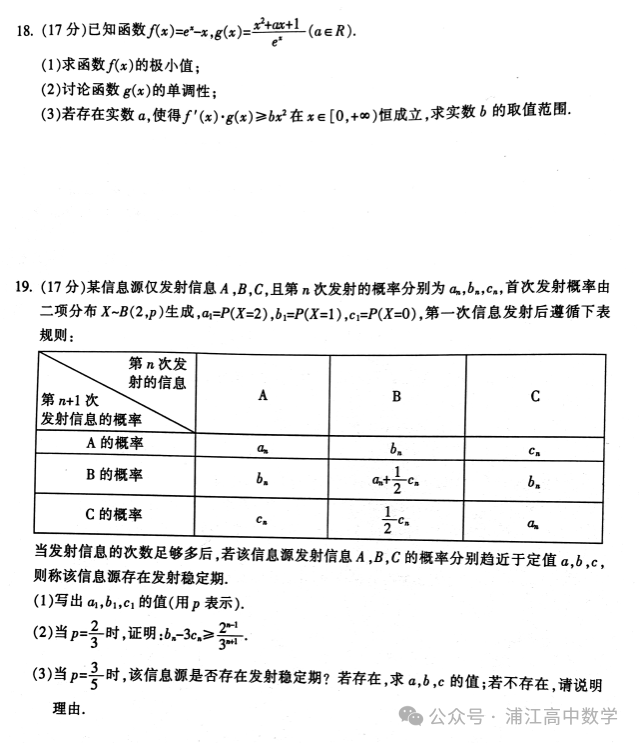 18. (17分)已知函数f(x)=eˣ-x,g(x)=(x²+ax+1)/eˣ(a∈R).
(1)求函数f(x)的极小值;
(2)讨论函数g(x)的单调性;
(3)若存在实数a,使得f′(x)·g(x)≥bx²在x∈[0,+∞)恒成立,求实数b的取值范围.
19. (17分)某信息源仅发射信息A,B,C,且第n次发射的概率分别为aₙ,bₙ,cₙ,首次发射概率由
二项分布X~B(2,p)生成,a₁=P(X=2),b₁=P(X=1),c₁=P(X=0),第一次信息发射后遵循下表
规则:
第n次发
射的信息
第n+1次
发射信息的概率
A B C
A的概率 aₙ bₙ cₙ
B的概率 bₙ aₙ+1/2cₙ bₙ
C的概率 cₙ 1/2cₙ aₙ
当发射信息的次数足够多后,若该信息源发射信息A,B,C的概率分别趋近于定值a,b,c,
则称该信息源存在发射稳定期.
(1)写出a₁,b₁,c₁的值(用p表示).
(2)当p=2/3时,证明:bₙ-3cₙ≥2ⁿ⁻¹/3ⁿ⁺¹.
(3)当p=3/5时,该信息源是否存在发射稳定期?若存在,求a,b,c的值;若不存在,请说明
理由.
公众号·浦江高中数学